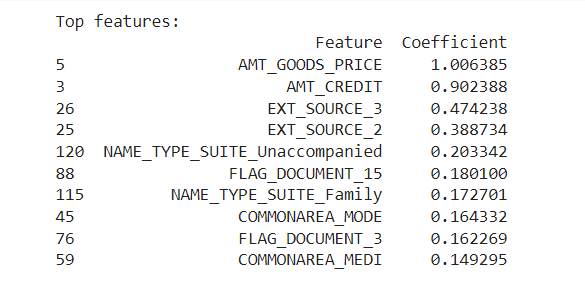 Top features:
Feature Coefficient
5 AMT_GOODS_PRICE 1.006385
3 AMT_CREDIT 0.902388
26 EXT_SOURCE_3 0.474238
25 EXT_SOURCE_2 0.388734
120 NAME_TYPE_SUITE_Unaccompanied 0.203342
88 FLAG_DOCUMENT_15 0.180100
115 NAME_TYPE_SUITE_Family 0.172701
45 COMMONAREA_MODE 0.164332
76 FLAG_DOCUMENT_3 0.162269
59 COMMONAREA_MEDI 0.149295